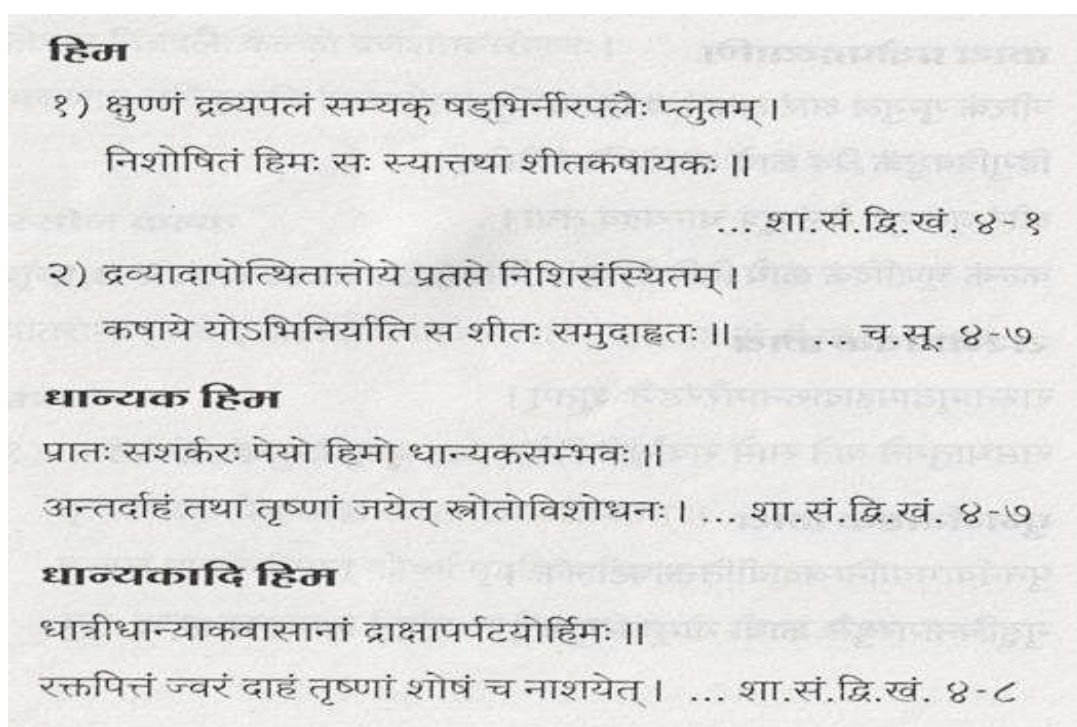 हिम
१) क्षुण्णं द्रव्यपलं सम्यक् षड्भिर्नीरपलैः प्लुतम् ।
निशोषितं हिमः सः स्यात्तथा शीतकषायकः ॥
... शा.सं.द्वि.खं. ४-१
२) द्रव्यादापोत्थितात्तोये प्रतप्ते निशिसंस्थितम् ।
कषाये योऽभिनिर्याति स शीतः समुदाहृतः ॥ ... च.सू. ४-७
धान्यक हिम
प्रातः सशर्करः पेयो हिमो धान्यकसम्भवः ॥
अन्तर्दाहं तथा तृष्णां जयेत् स्त्रोतोविशोधनः । ... शा.सं.द्वि.खं. ४-७
धान्यकादि हिम
धात्रीधान्याकवासानां द्राक्षापर्पटयोर्हिमः ॥
रक्तपित्तं ज्वरं दाहं तृष्णां शोषं च नाशयेत् । ... शा.सं.द्वि.खं. ४-८